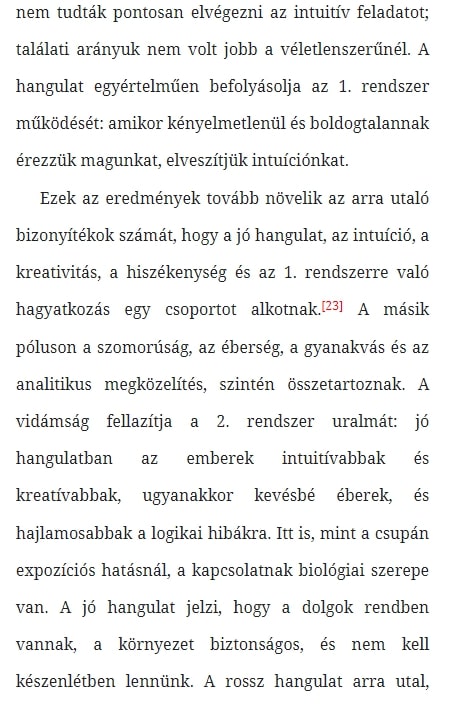 nem tudták pontosan elvégezni az intuitív feladatot;
találati arányuk nem volt jobb a véletlenszerűnél. A
hangulat egyértelműen befolyásolja az 1. rendszer
működését: amikor kényelmetlenül és boldogtalannak
érezzük magunkat, elveszítjük intuíciónkat.
Ezek az eredmények tovább növelik az arra utaló
bizonyítékok számát, hogy a jó hangulat, az intuíció, a
kreativitás, a hiszékenység és az 1. rendszerre való
hagyatkozás egy csoportot alkotnak.[23] A másik
póluson a szomorúság, az éberség, a gyanakvás és az
analitikus megközelítés, szintén összetartoznak. A
vidámság fellazítja a 2. rendszer uralmát: jó
hangulatban az emberek intuitívabbak és
kreatívabbak, ugyanakkor kevésbé éberek, és
hajlamosabbak a logikai hibákra. Itt is, mint a csupán
expozíciós hatásnál, a kapcsolatnak biológiai szerepe
van. A jó hangulat jelzi, hogy a dolgok rendben
vannak, a környezet biztonságos, és nem kell
készenlétben lennünk. A rossz hangulat arra utal,